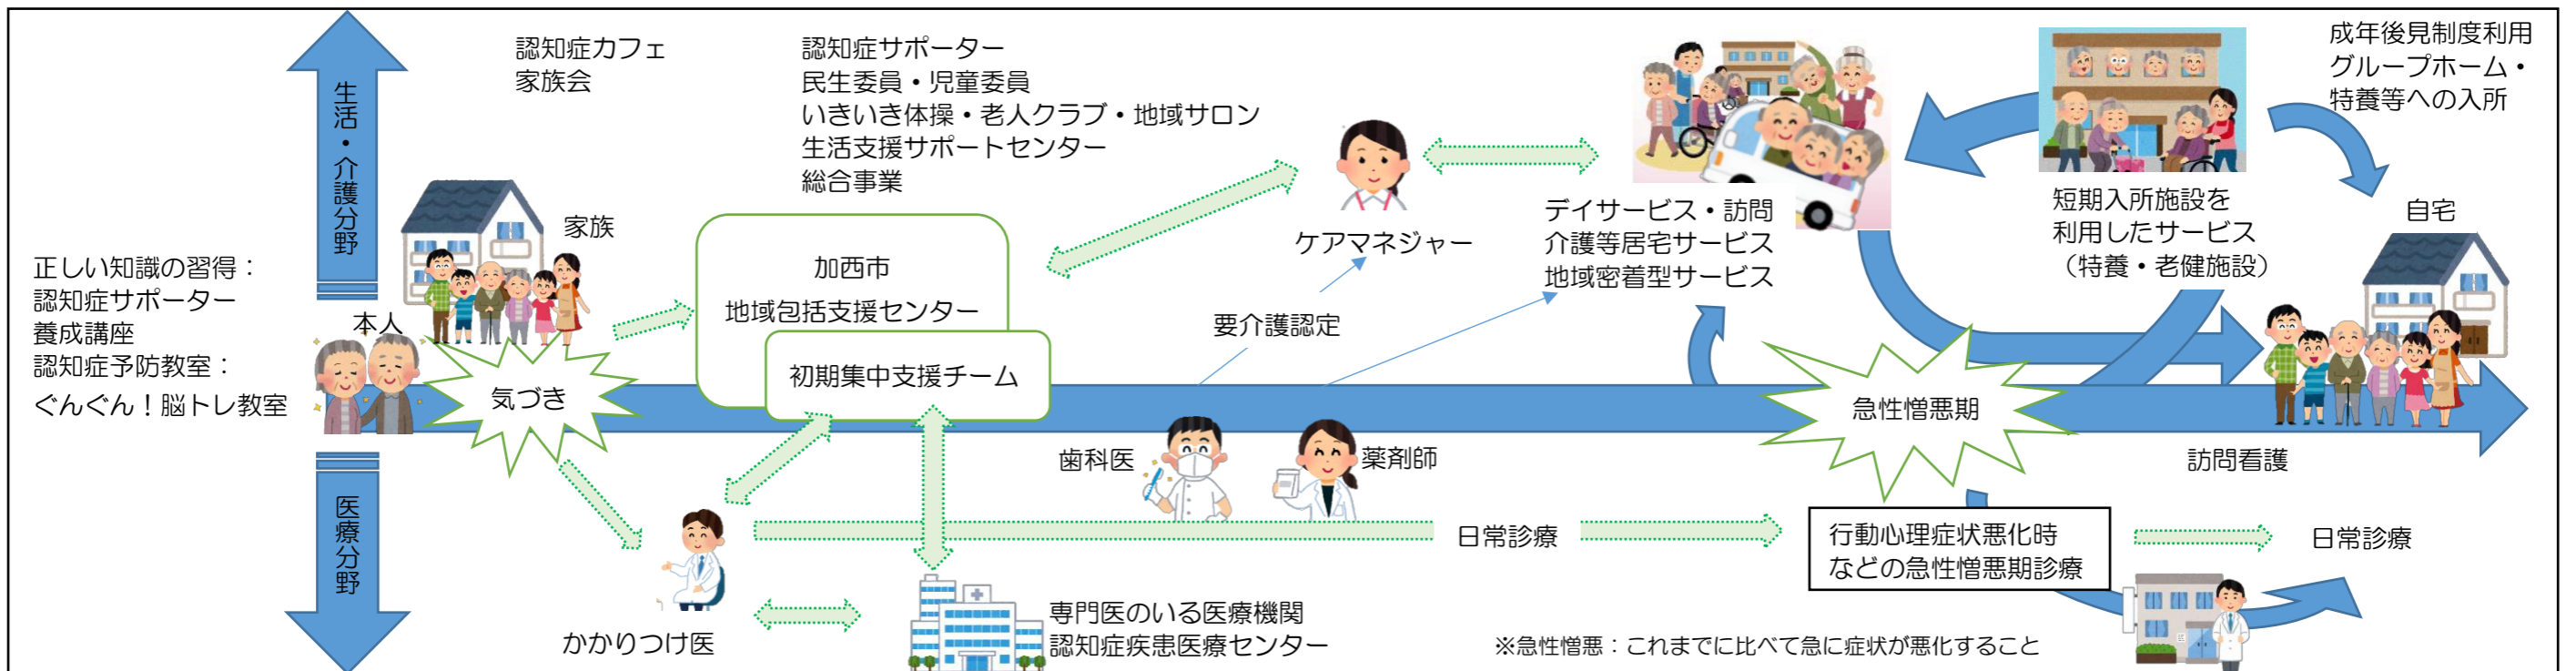 生活・介護分野
医療分野
正しい知識の習得：
認知症サポーター
養成講座
認知症予防教室：
ぐんぐん！脳トレ教室
本人
家族
気づき
認知症カフェ
家族会
認知症サポーター
民生委員・児童委員
いきいき体操・老人クラブ・地域サロン
生活支援サポートセンター
総合事業
加西市
地域包括支援センター
初期集中支援チーム
かかりつけ医
専門医のいる医療機関
認知症疾患医療センター
歯科医
薬剤師
日常診療
要介護認定
ケアマネジャー
デイサービス・訪問
介護等居宅サービス
地域密着型サービス
短期入所施設を
利用したサービス
（特養・老健施設）
成年後見制度利用
グループホーム・
特養等への入所
自宅
急性憎悪期
訪問看護
行動心理症状悪化時
などの急性憎悪期診療
日常診療
※急性憎悪：これまでに比べて急に症状が悪化すること